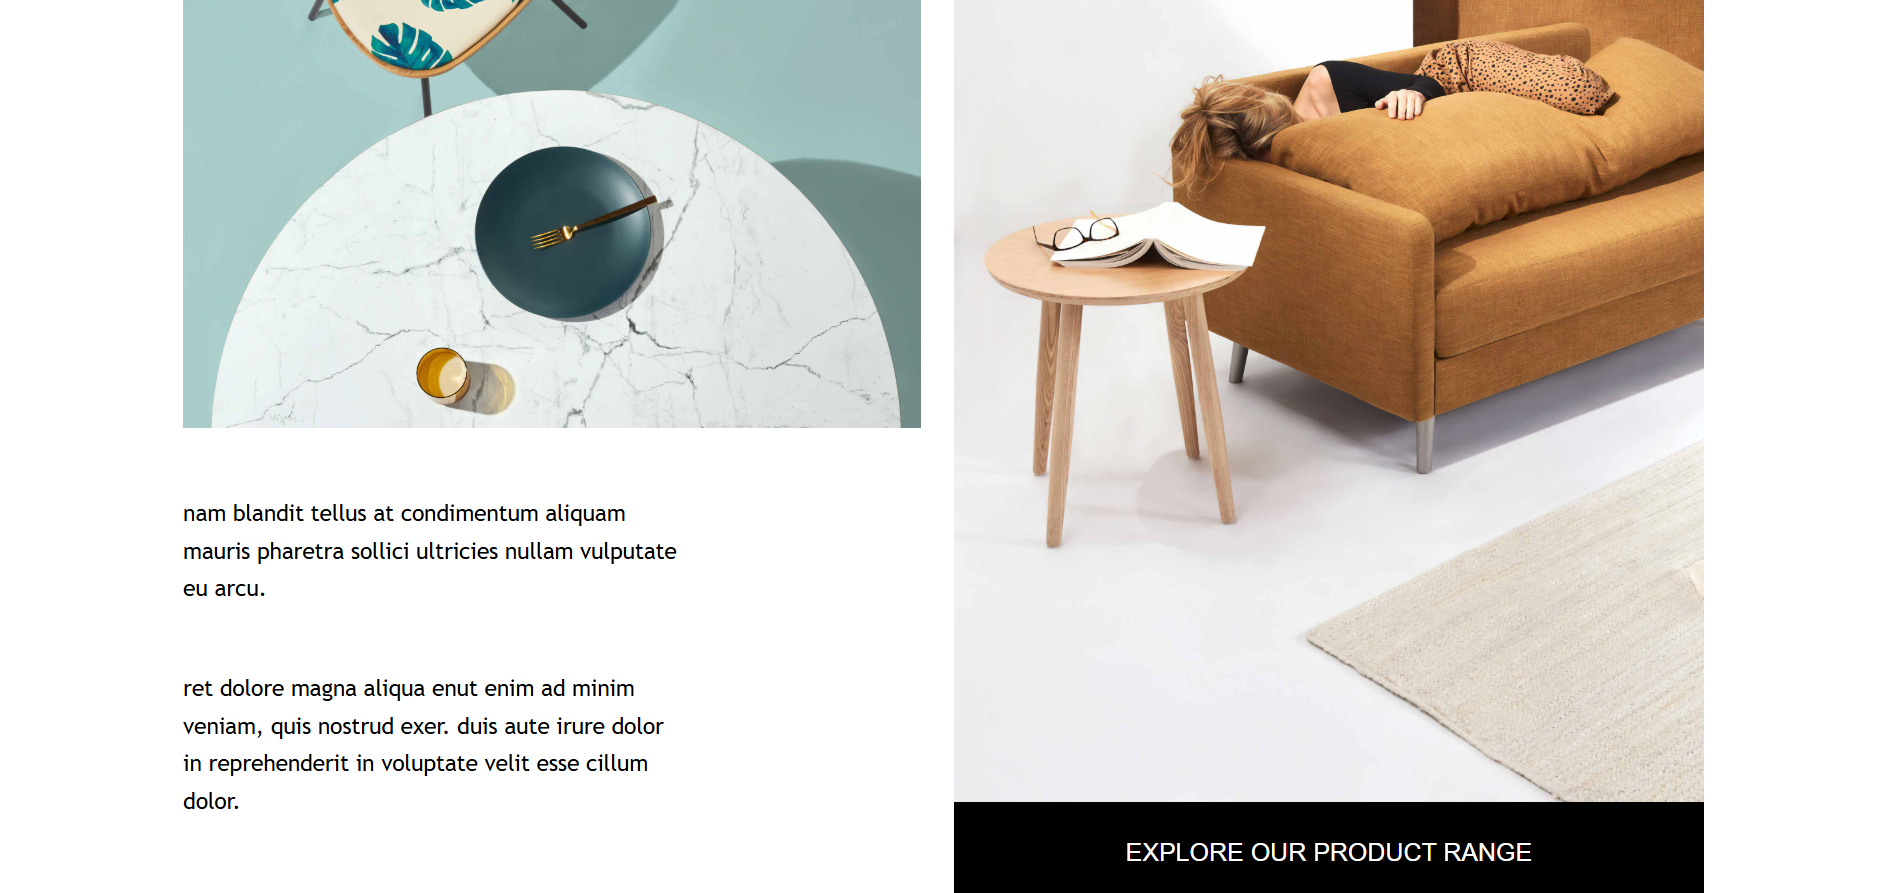 nam blandit tellus at condimentum aliquam
mauris pharetra sollici ultricies nullam vulputate
eu arcu.
ret dolore magna aliqua enut enim ad minim
veniam, quis nostrud exer. duis aute irure dolor
in reprehenderit in voluptate velit esse cillum
dolor.
EXPLORE OUR PRODUCT RANGE